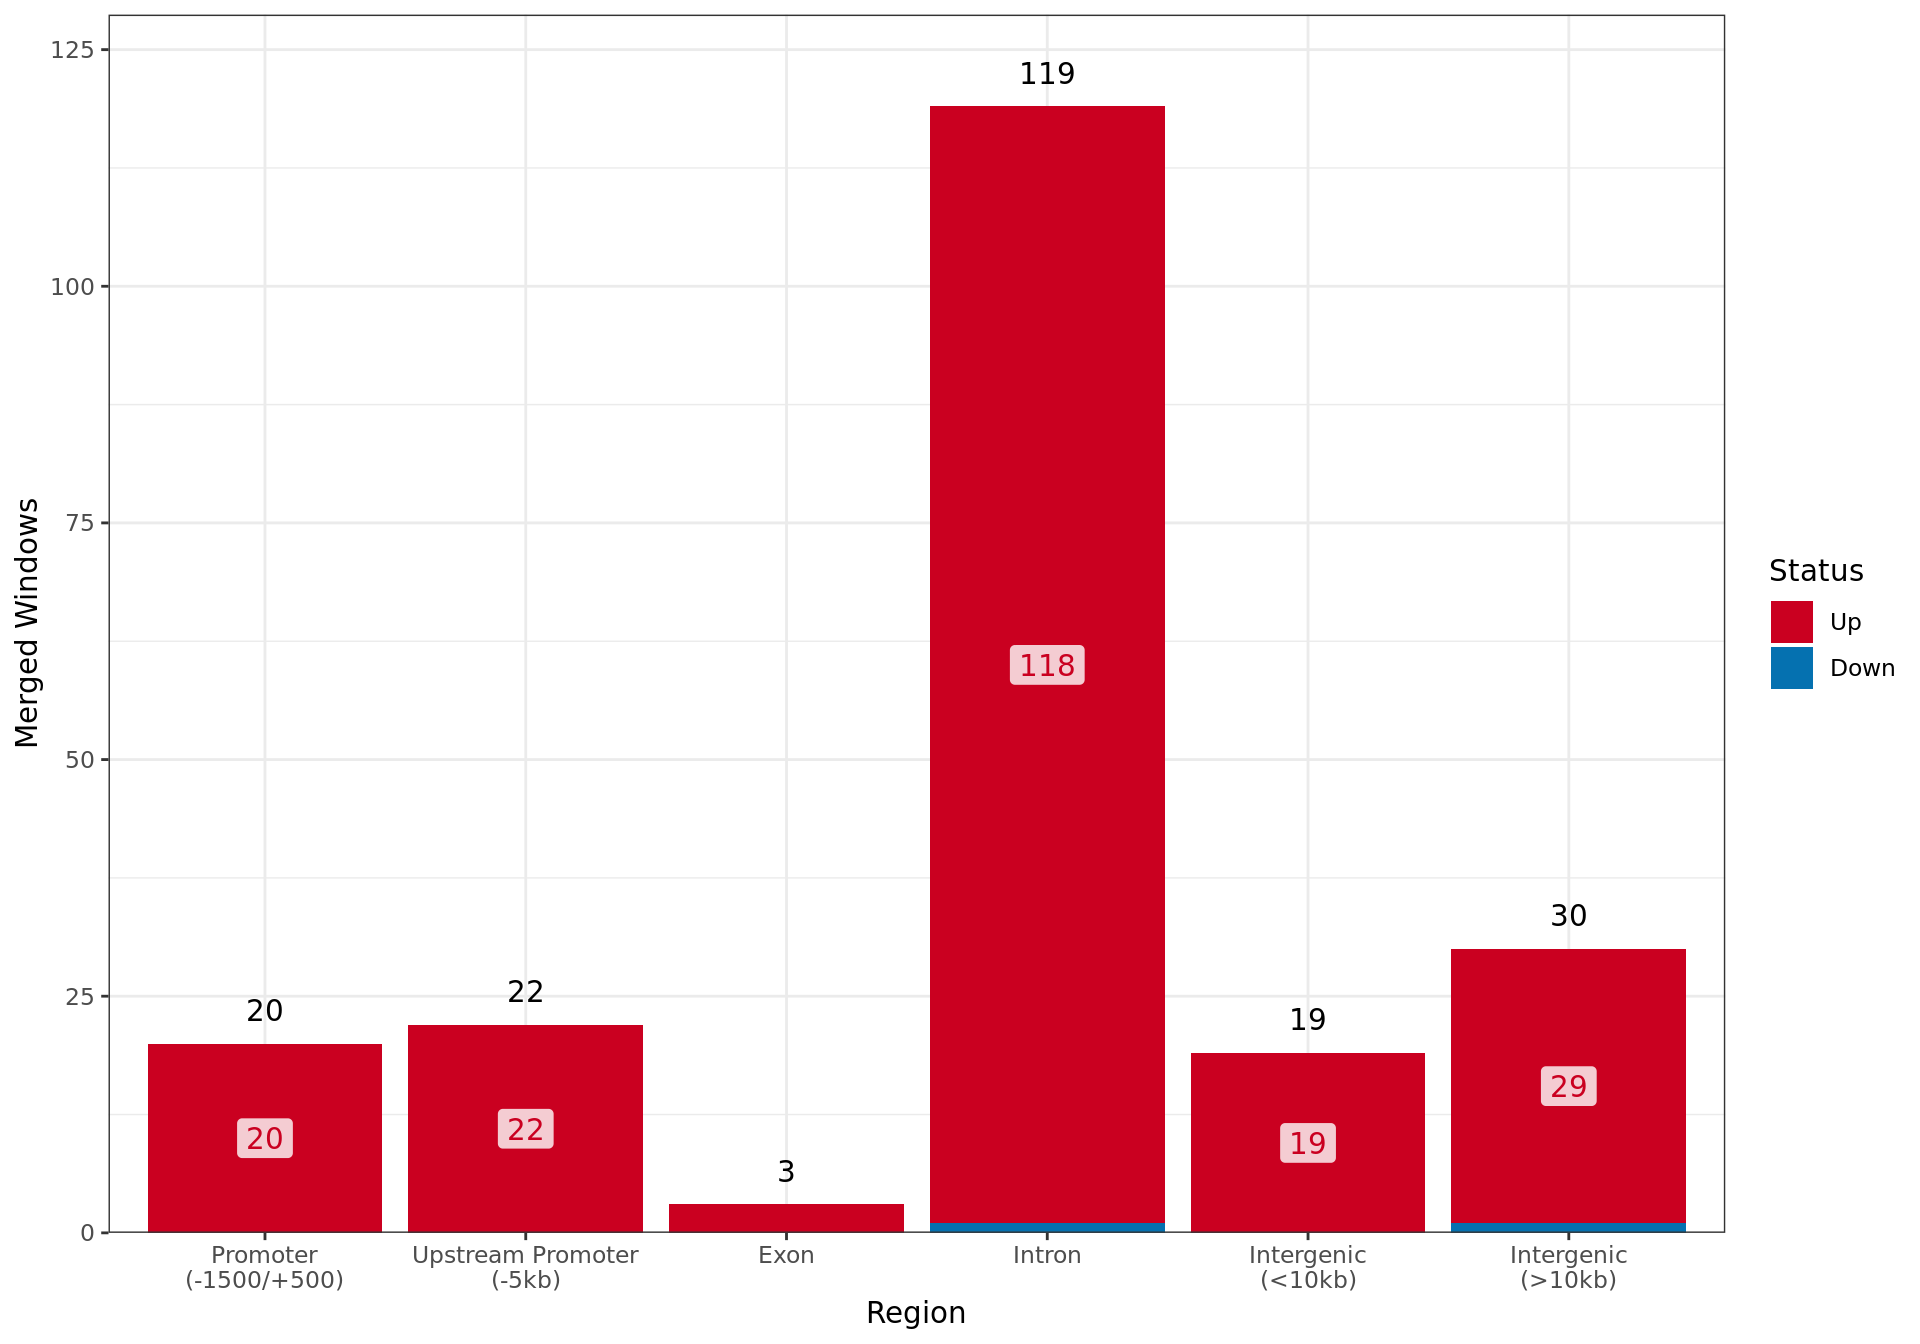 125
100
75
50
25
0
Merged Windows
20
20
22
22
3
119
118
19
19
30
29
Promoter
(-1500/+500)
Upstream Promoter
(-5kb)
Exon
Intron
Intergenic
(<10kb)
Intergenic
(>10kb)
Region
Status
Up
Down